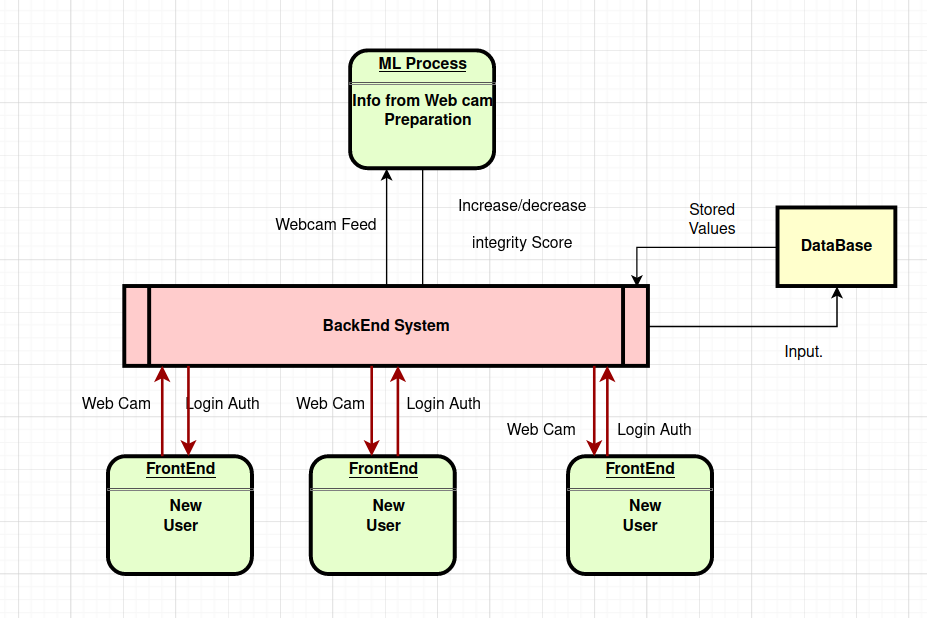 ML Process
Info from Web cam
Preparation
Webcam Feed
Increase/decrease
integrity Score
Stored
Values
DataBase
BackEnd System
Input.
Web Cam
Login Auth
Web Cam
Login Auth
Web Cam
Login Auth
FrontEnd
New
User
FrontEnd
New
User
FrontEnd
New
User